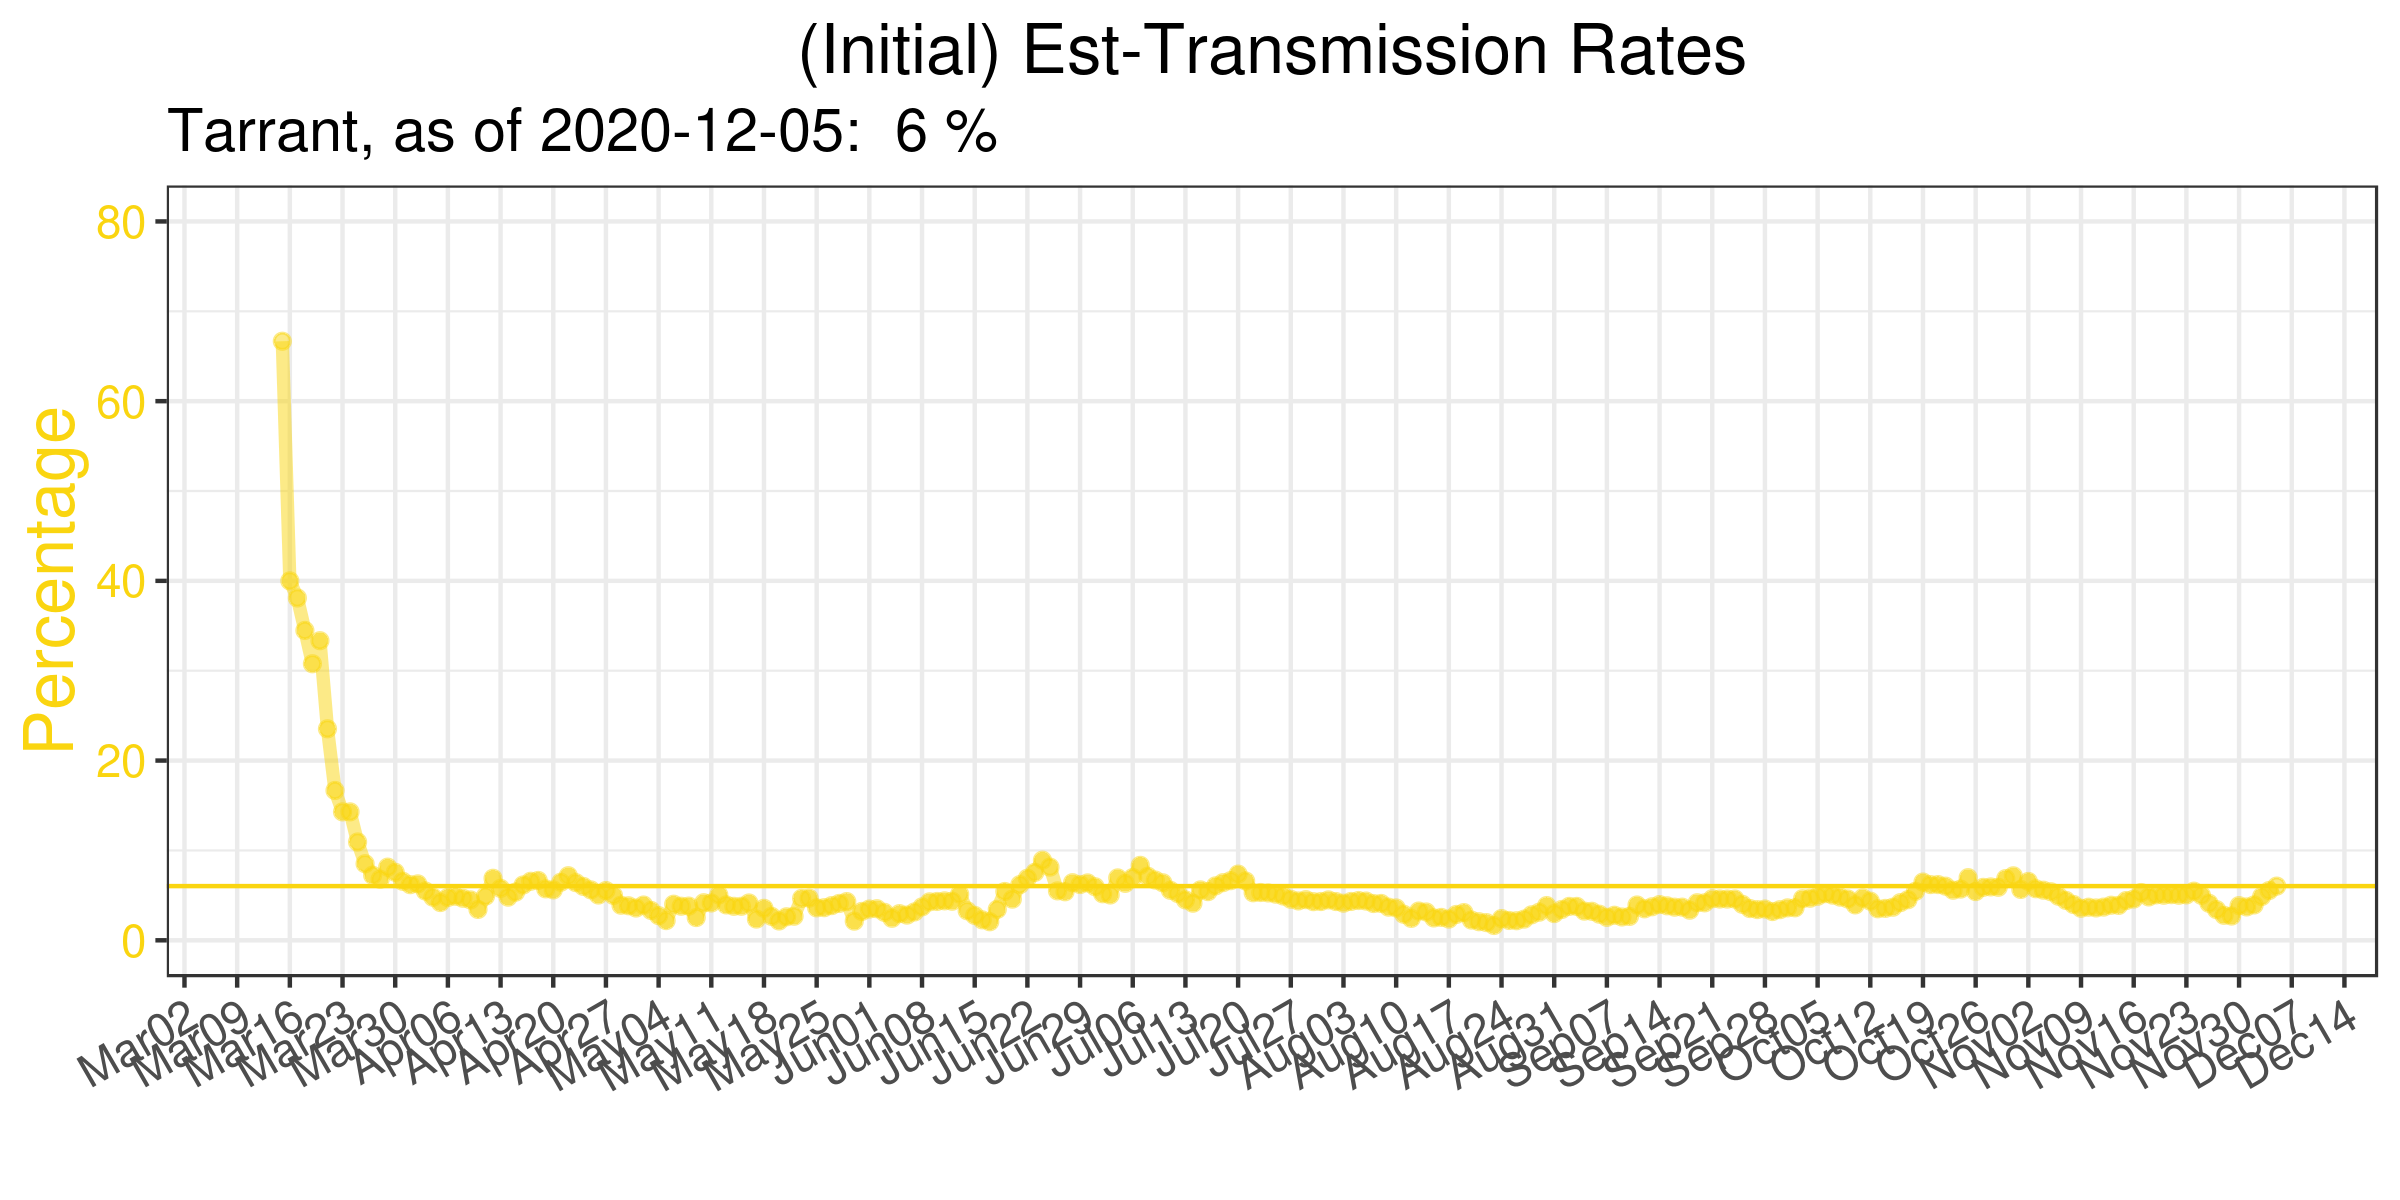 (Initial) Est-Transmission Rates
Tarrant, as of 2020-12-05:  6 %
Percentage
80
60
40
20
0
Mar02
Mar09
Mar16
Mar23
Mar30
Apr06
Apr13
Apr20
Apr27
May04
May11
May18
May25
Jun01
Jun08
Jun15
Jun22
Jun29
Jul06
Jul13
Jul20
Jul27
Aug03
Aug10
Aug17
Aug24
Aug31
Sep07
Sep14
Sep21
Sep28
Oct05
Oct12
Oct19
Oct26
Nov02
Nov09
Nov16
Nov23
Nov30
Dec07
Dec14